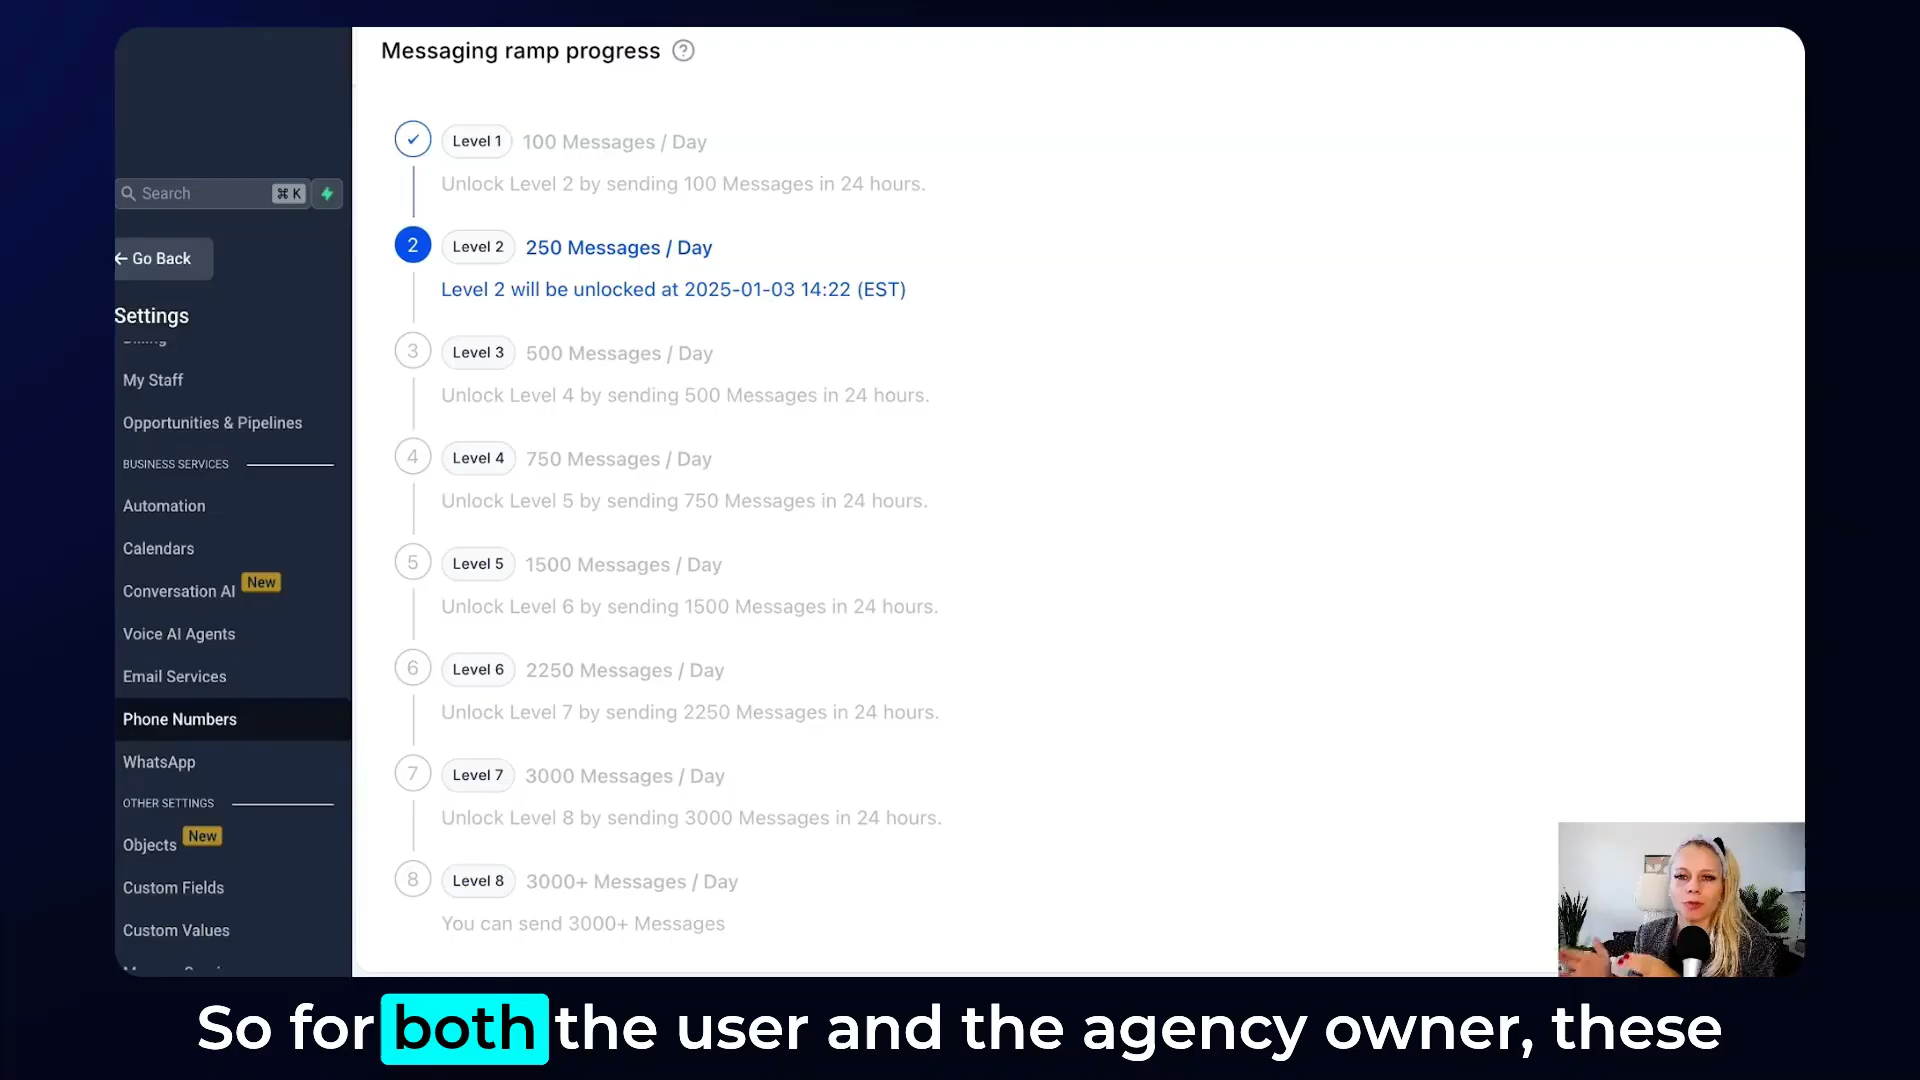 Messaging ramp progress ?
Level 1 100 Messages / Day
Unlock Level 2 by sending 100 Messages in 24 hours.
2 Level 2 250 Messages / Day
Level 2 will be unlocked at 2025-01-03 14:22 (EST)
3 Level 3 500 Messages / Day
Unlock Level 4 by sending 500 Messages in 24 hours.
4 Level 4 750 Messages / Day
Unlock Level 5 by sending 750 Messages in 24 hours.
5 Level 5 1500 Messages / Day
Unlock Level 6 by sending 1500 Messages in 24 hours.
6 Level 6 2250 Messages / Day
Unlock Level 7 by sending 2250 Messages in 24 hours.
7 Level 7 3000 Messages / Day
Unlock Level 8 by sending 3000 Messages in 24 hours.
8 Level 8 3000+ Messages / Day
You can send 3000+ Messages
Search ⌘ K
← Go Back
Settings
My Staff
Opportunities & Pipelines
BUSINESS SERVICES
Automation
Calendars
Conversation AI New
Voice AI Agents
Email Services
Phone Numbers
WhatsApp
OTHER SETTINGS
Objects New
Custom Fields
Custom Values
So for both the user and the agency owner, these